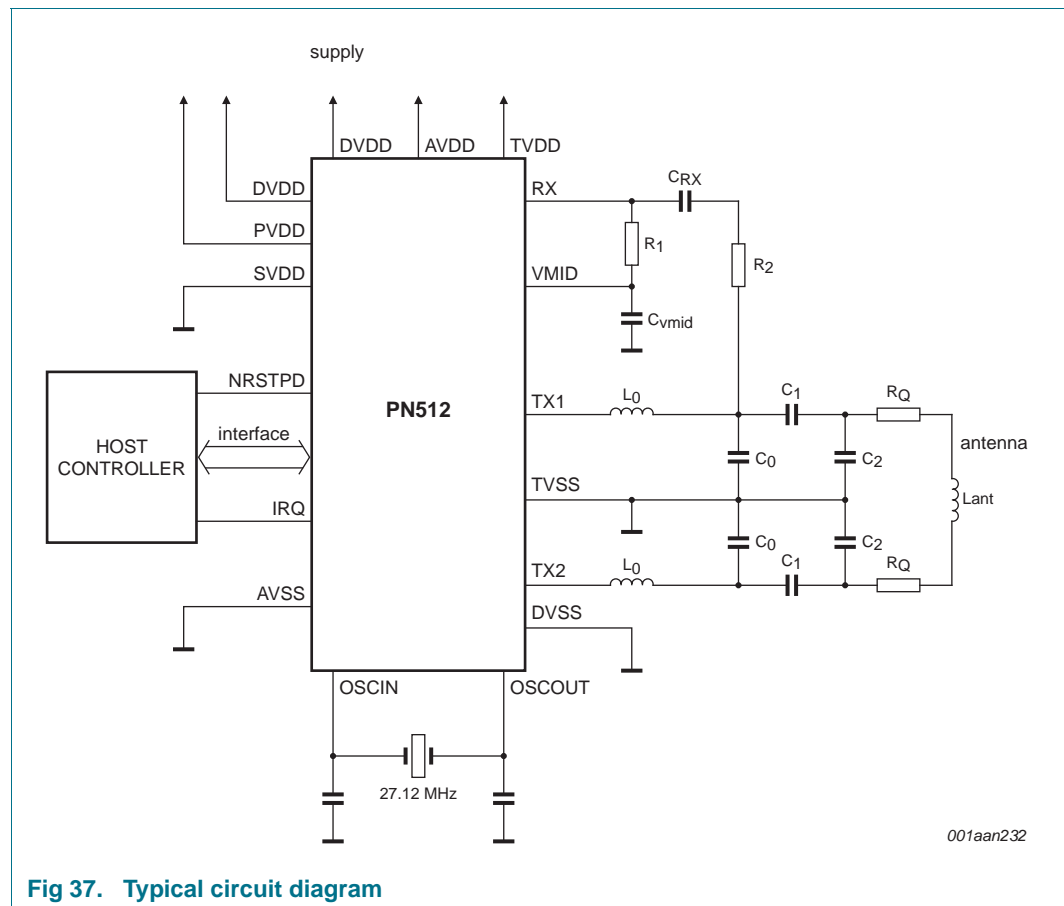 supply
DVDD
AVDD
TVDD
DVDD
PVDD
SVDD
RX
CRX
R1
R2
VMID
Cvmid
HOST
CONTROLLER
NRSTPD
interface
IRQ
PN512
TX1
L0
C1
RQ
antenna
C0
C2
Lant
TVSS
C0
C2
TX2
L0
C1
RQ
AVSS
DVSS
OSCIN
OSCOUT
27.12 MHz
001aan232
Fig 37. Typical circuit diagram